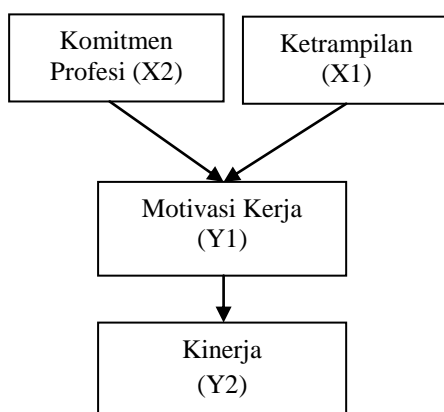 Komitmen
Profesi (X2)
Ketrampilan
(X1)
Motivasi Kerja
(Y1)
Kinerja
(Y2)